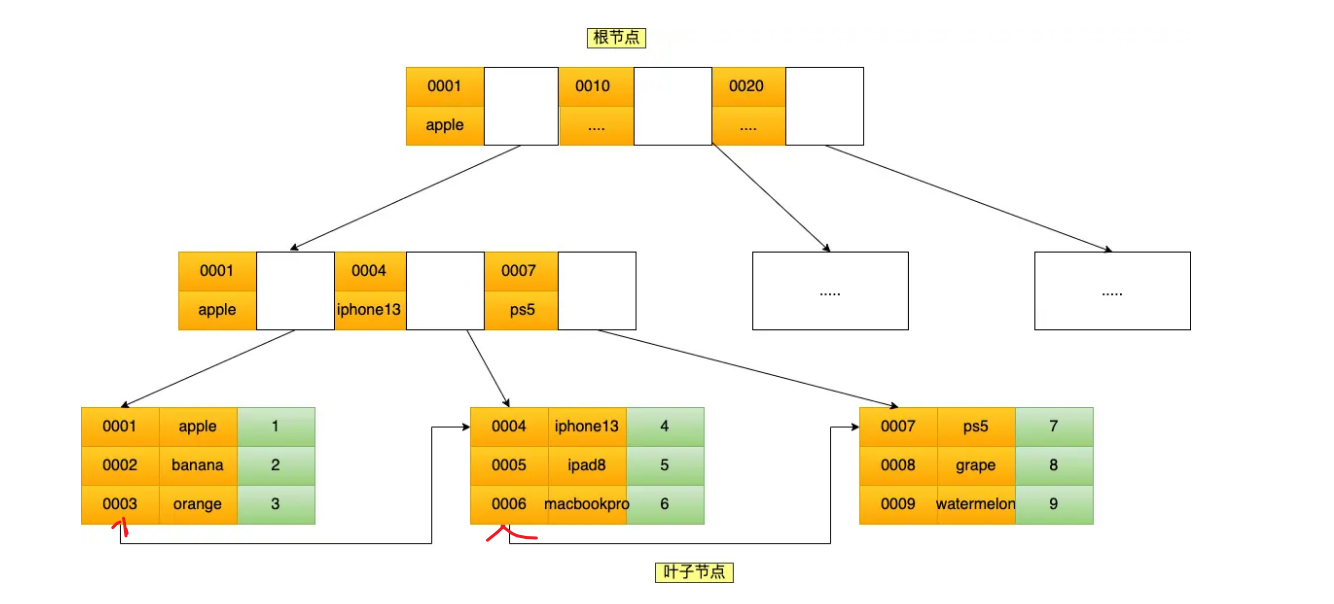 根节点
0001 0010 0020
apple .... ....
0001 0004 0007
apple iphone13 ps5
.....
.....
0001 apple 1
0002 banana 2
0003 orange 3
0004 iphone13 4
0005 ipad8 5
0006 macbookpro 6
0007 ps5 7
0008 grape 8
0009 watermelon 9
叶子节点